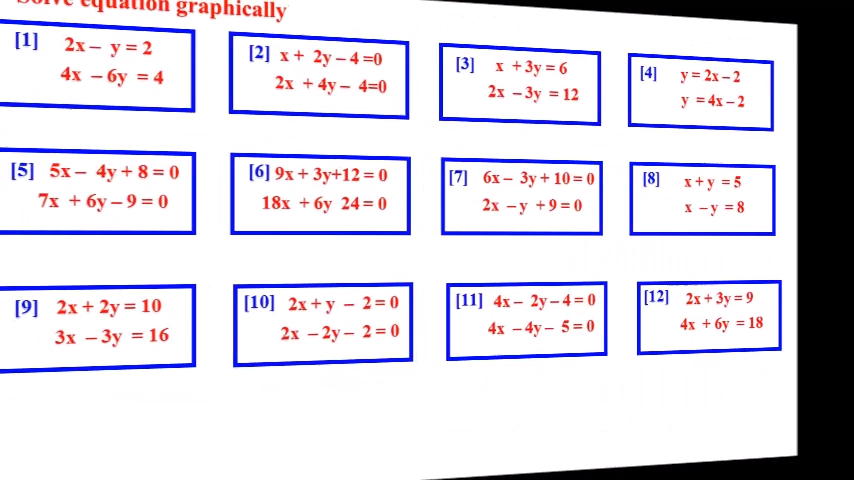 Solve equation graphically
[1] 2x – y = 2
4x – 6y = 4
[2] x + 2y – 4 =0
2x + 4y – 4=0
[3] x + 3y = 6
2x – 3y = 12
[4] y = 2x – 2
y = 4x – 2
[5] 5x – 4y + 8 = 0
7x + 6y – 9 = 0
[6] 9x + 3y+12 = 0
18x + 6y 24 = 0
[7] 6x – 3y + 10 = 0
2x – y + 9 = 0
[8] x + y = 5
x – y = 8
[9] 2x + 2y = 10
3x – 3y = 16
[10] 2x + y – 2 = 0
2x – 2y – 2 = 0
[11] 4x – 2y – 4 = 0
4x – 4y – 5 = 0
[12] 2x + 3y = 9
4x + 6y = 18